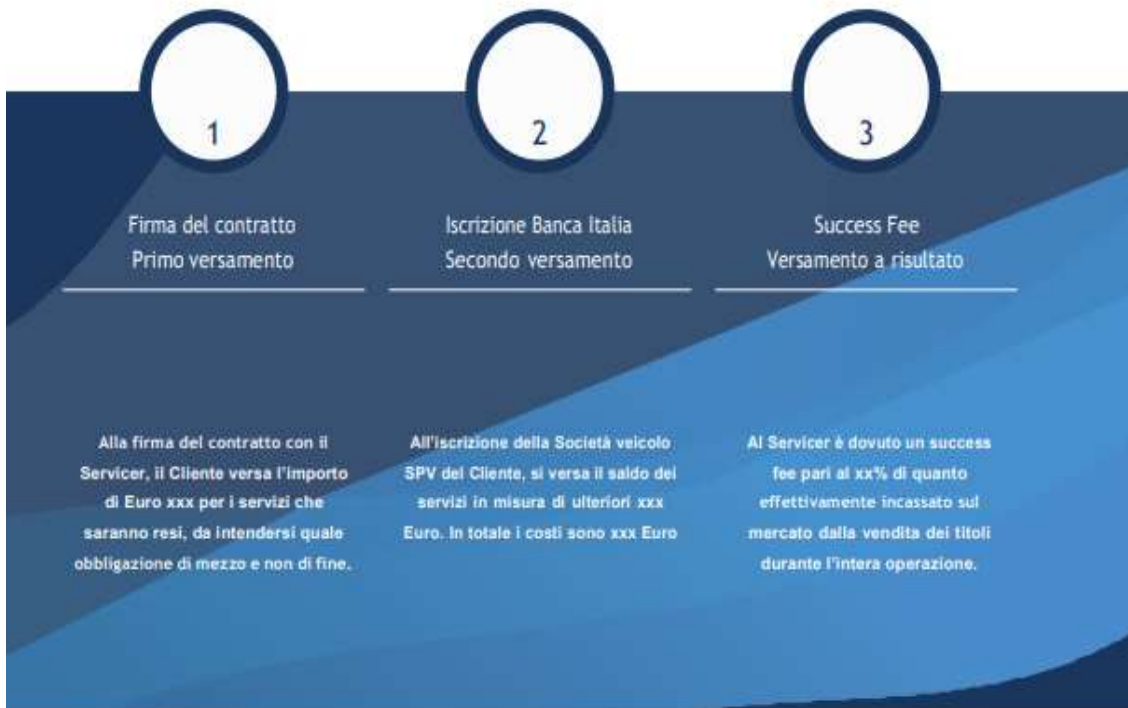 1
Firma del contratto
Primo versamento
Alla firma del contratto con il
Servicer, il Cliente versa l'importo
di Euro xxx per i servizi che
saranno resi, da intendersi quale
obbligazione di mezzo e non di fine.
2
Iscrizione Banca Italia
Secondo versamento
All'iscrizione della Società veicolo
SPV del Cliente, si versa il saldo dei
servizi in misura di ulteriori xxx
Euro. In totale i costi sono xxx Euro
3
Success Fee
Versamento a risultato
Al Servicer è dovuto un success
fee pari al xx% di quanto
effettivamente incassato sul
mercato dalla vendita dei titoli
durante l'intera operazione.